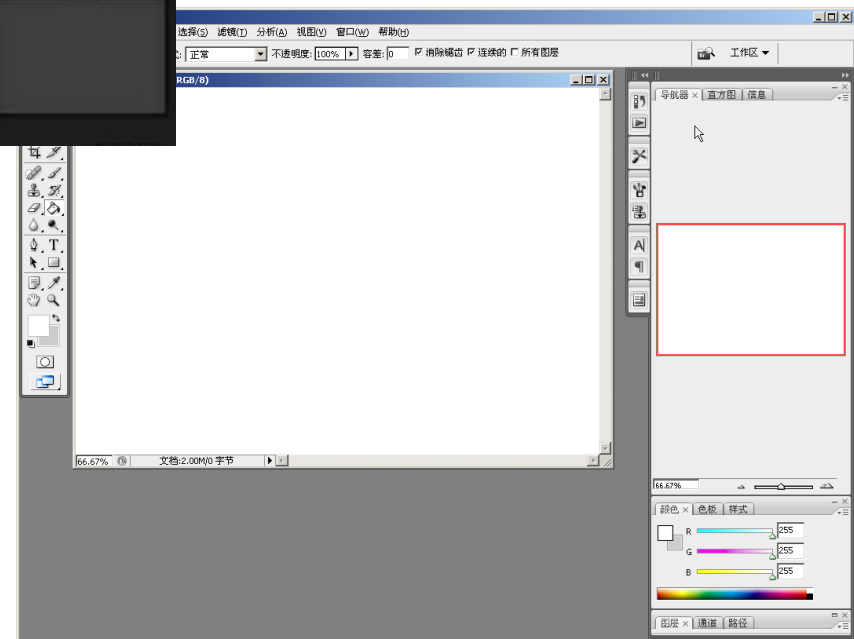 选择(S) 滤镜(T) 分析(A) 视图(V) 窗口(W) 帮助(H)
正常 不透明度: 100% 容差: 0 消除锯齿 连续的 所有图层 工作区
RGB/8)
导航器 × 直方图 信息
T
A
66.67% 文档:2.00M/0 字节
66.67%
颜色 × 色板 样式
R 255
G 255
B 255
图层 × 通道 路径